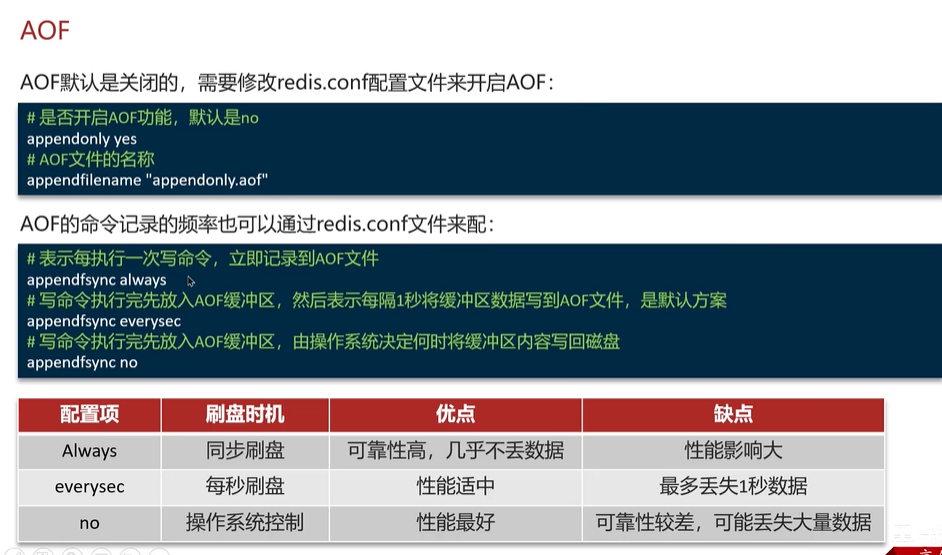 AOF
AOF默认是关闭的，需要修改redis.conf配置文件来开启AOF：
# 是否开启AOF功能，默认是no
appendonly yes
# AOF文件的名称
appendfilename "appendonly.aof"
AOF的命令记录的频率也可以通过redis.conf文件来配：
# 表示每执行一次写命令，立即记录到AOF文件
appendfsync always
# 写命令执行完先放入AOF缓冲区，然后表示每隔1秒将缓冲区数据写到AOF文件，是默认方案
appendfsync everysec
# 写命令执行完先放入AOF缓冲区，由操作系统决定何时将缓冲区内容写回磁盘
appendfsync no
配置项 刷盘时机 优点 缺点
Always 同步刷盘 可靠性高，几乎不丢数据 性能影响大
everysec 每秒刷盘 性能适中 最多丢失1秒数据
no 操作系统控制 性能最好 可靠性较差，可能丢失大量数据